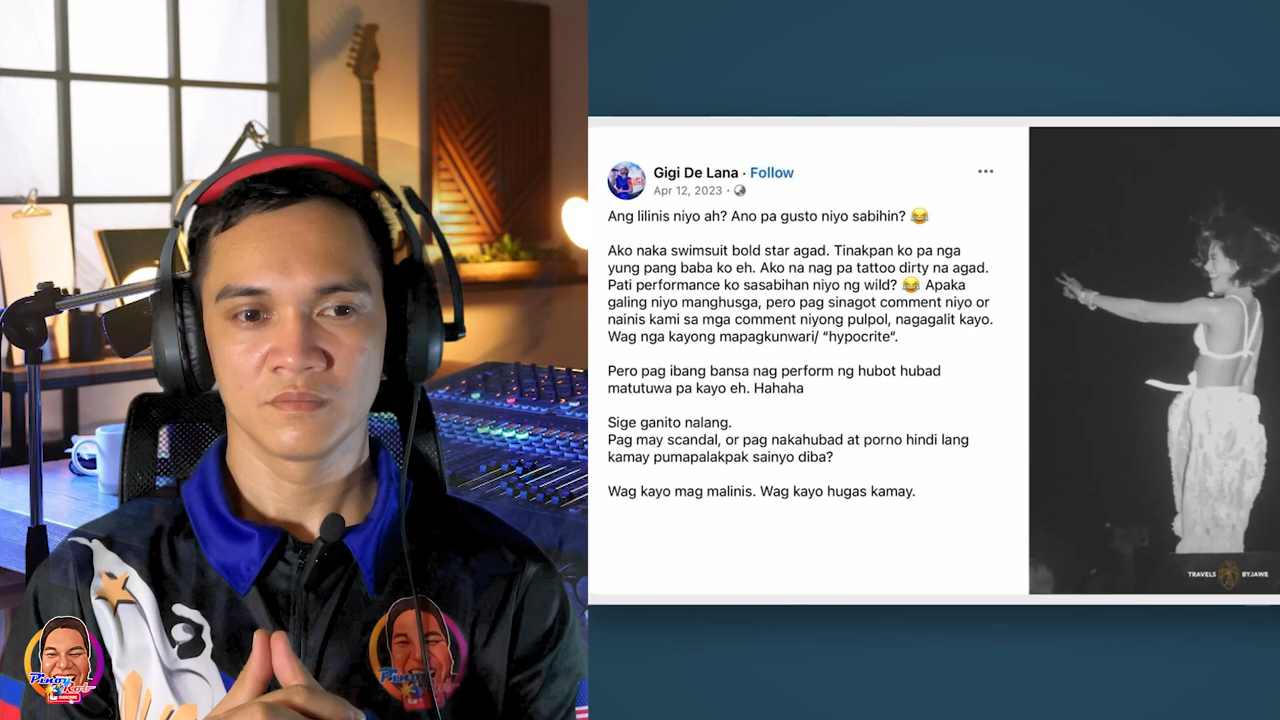 Gigi De Lana · Follow
Apr 12, 2023 ·
Ang lilinis niyo ah? Ano pa gusto niyo sabihin? 😂
Ako naka swimsuit bold star agad. Tinakpan ko pa nga
yung pang baba ko eh. Ako na nag pa tattoo dirty na agad.
Pati performance ko sasabihan niyo ng wild? 😂 Apaka
galing niyo manghusga, pero pag sinagot comment niyo or
nainis kami sa mga comment niyong pulpol, nagagalit kayo.
Wag nga kayong mapagkunwari/ “hypocrite“.
Pero pag ibang bansa nag perform ng hubot hubad
matutuwa pa kayo eh. Hahaha
Sige ganito nalang.
Pag may scandal, or pag nakahubad at porno hindi lang
kamay pumapalakpak sainyo diba?
Wag kayo mag malinis. Wag kayo hugas kamay.
TRAVELS BYJAWE
Pinoy
Rob
SUBSCRIBE
Pinoy